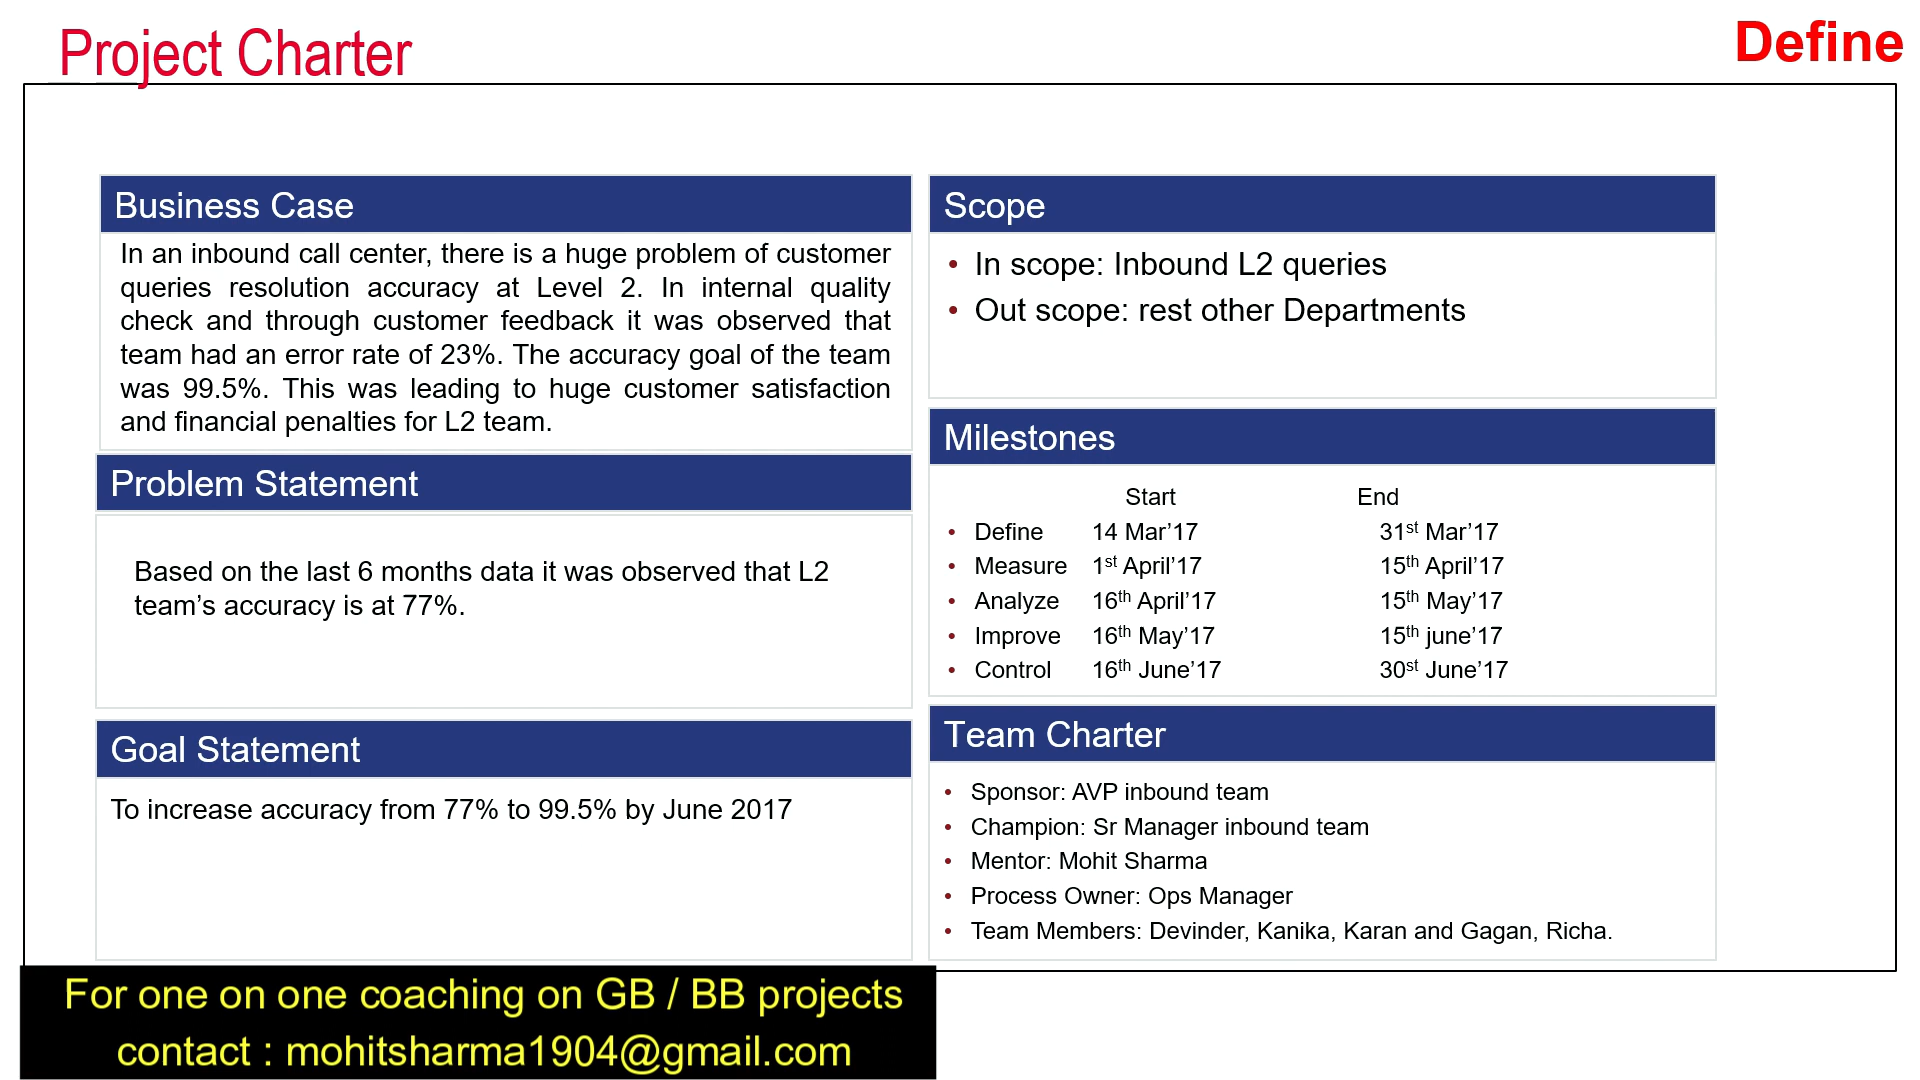 Project Charter
Define
Business Case
In an inbound call center, there is a huge problem of customer
queries resolution accuracy at Level 2. In internal quality
check and through customer feedback it was observed that
team had an error rate of 23%. The accuracy goal of the team
was 99.5%. This was leading to huge customer satisfaction
and financial penalties for L2 team.
Problem Statement
Based on the last 6 months data it was observed that L2
team’s accuracy is at 77%.
Goal Statement
To increase accuracy from 77% to 99.5% by June 2017
Scope
• In scope: Inbound L2 queries
• Out scope: rest other Departments
Milestones
Start End
• Define 14 Mar’17 31st Mar’17
• Measure 1st April’17 15th April’17
• Analyze 16th April’17 15th May’17
• Improve 16th May’17 15th june’17
• Control 16th June’17 30st June’17
Team Charter
• Sponsor: AVP inbound team
• Champion: Sr Manager inbound team
• Mentor: Mohit Sharma
• Process Owner: Ops Manager
• Team Members: Devinder, Kanika, Karan and Gagan, Richa.
For one on one coaching on GB / BB projects
contact : mohitsharma1904@gmail.com